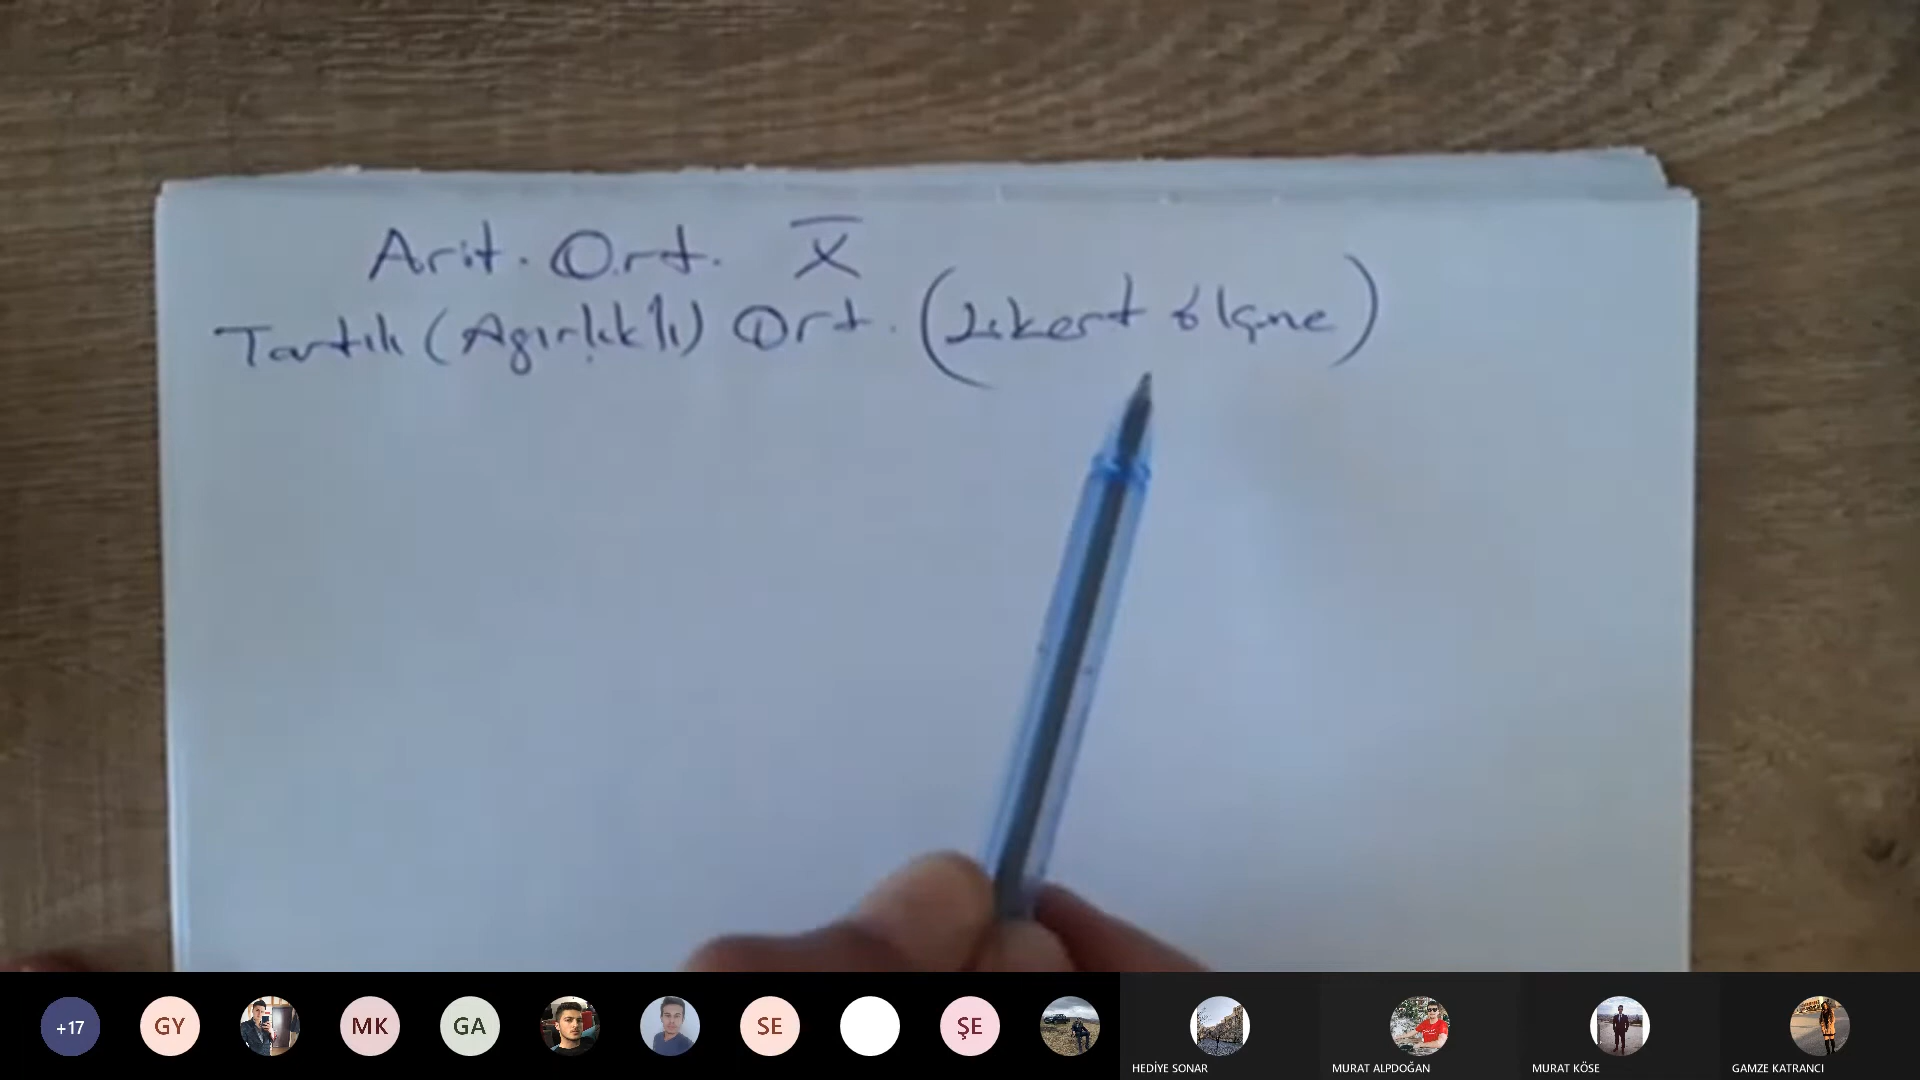 Arit. Ort. X̅
Tartılı (Ağırlıklı) Ort. (Likert ölçme)
+17
GY
MK
GA
SE
ŞE
HEDİYE SONAR
MURAT ALPDOĞAN
MURAT KÖSE
GAMZE KATRANCI